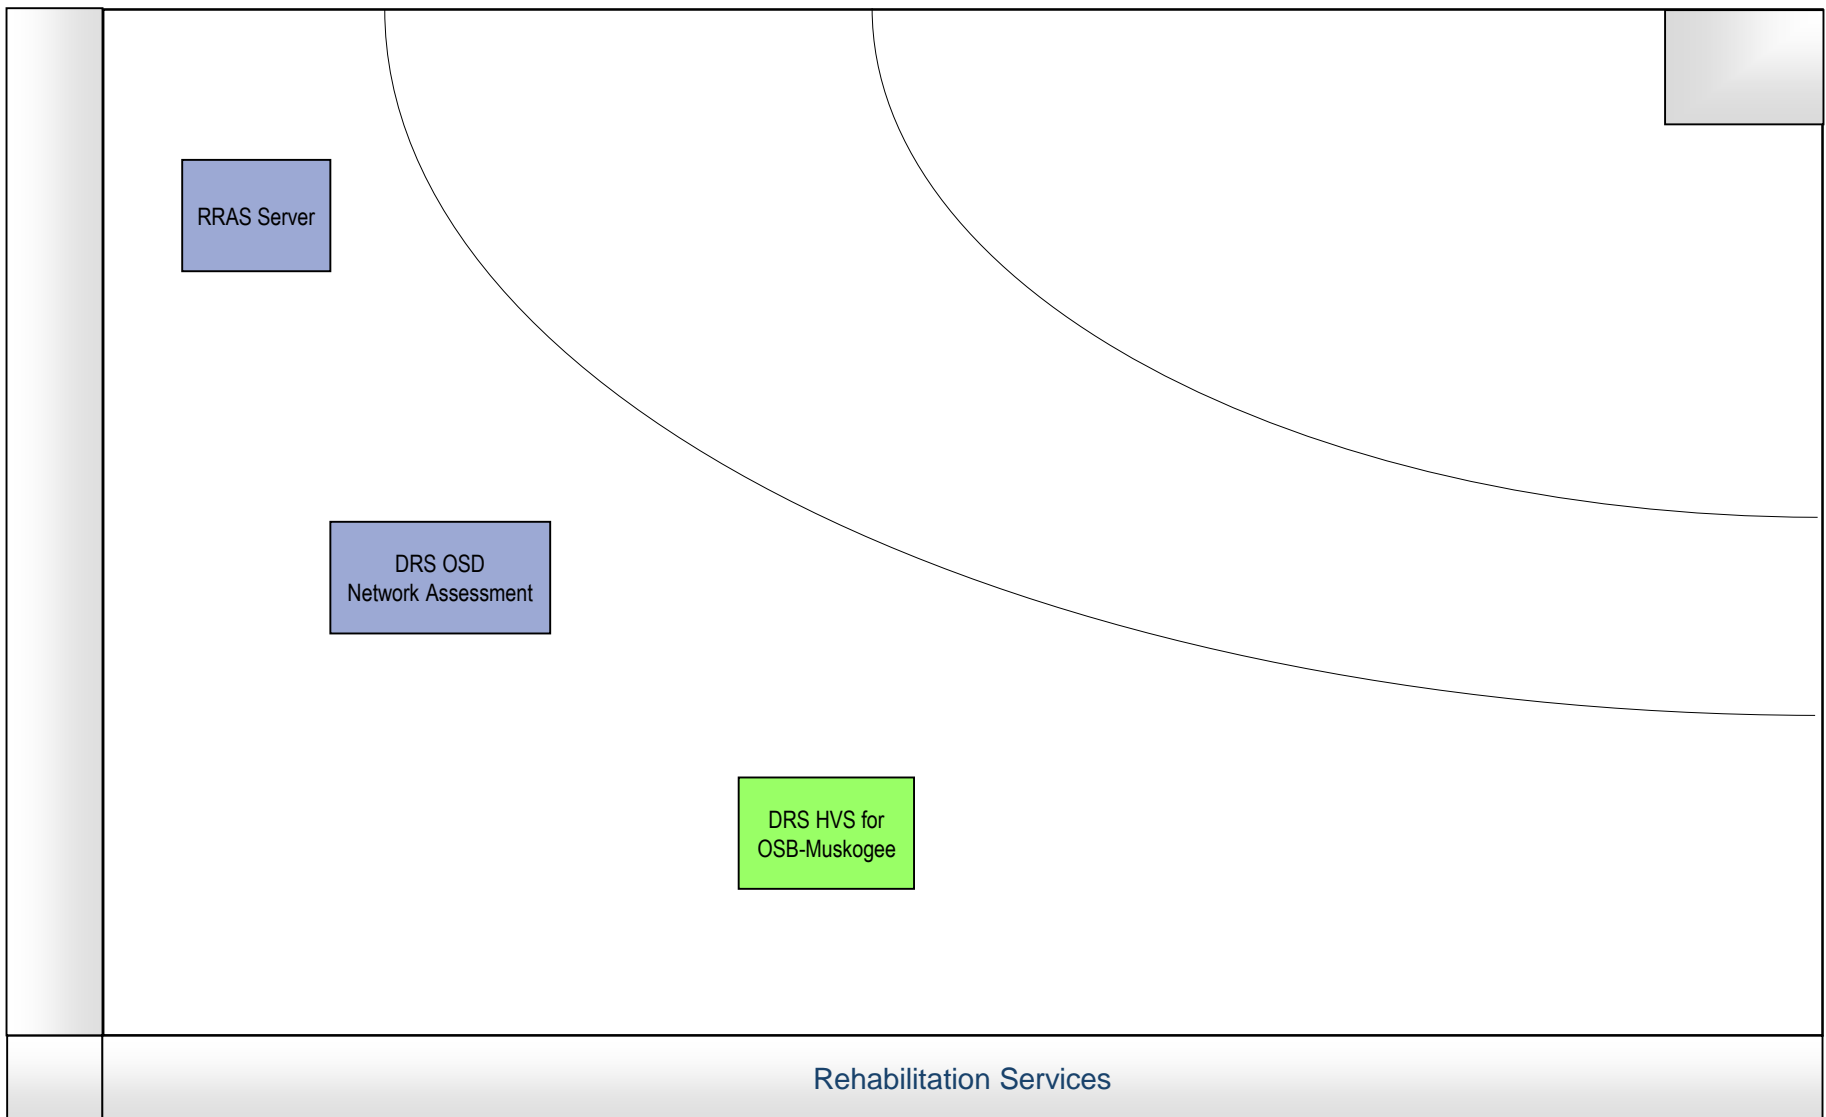 RRAS Server
DRS OSD
Network Assessment
DRS HVS for
OSB-Muskogee
Rehabilitation Services